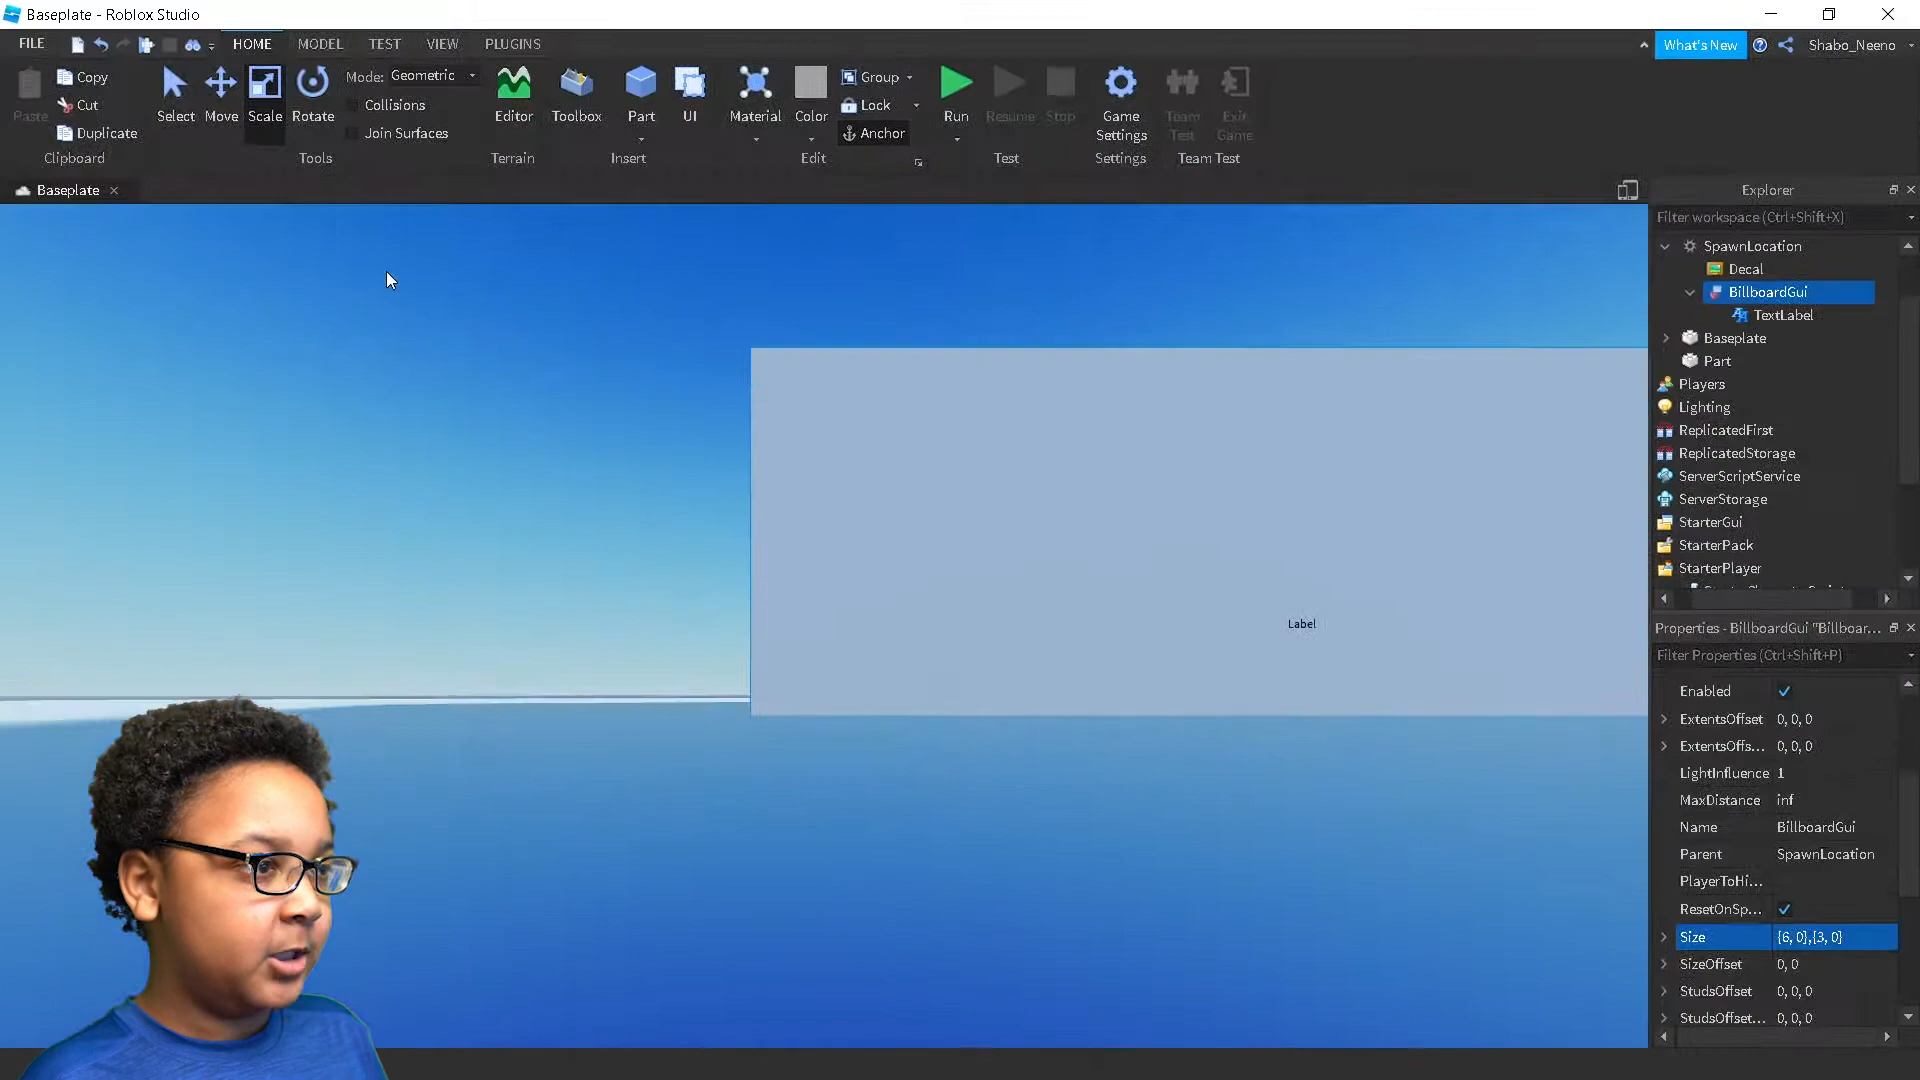 Baseplate - Roblox Studio
FILE HOME MODEL TEST VIEW PLUGINS What's New Shabo_Neeno
Paste Copy Cut Duplicate Clipboard
Select Move Scale Rotate Mode: Geometric Collisions Join Surfaces Tools
Editor Terrain
Toolbox Part UI Insert
Material Color Group Lock Anchor Edit
Run Resume Stop Test
Game Settings Settings
Team Test Exit Game Team Test
Baseplate
Label
Explorer
Filter workspace (Ctrl+Shift+X)
SpawnLocation
Decal
BillboardGui
TextLabel
Baseplate
Part
Players
Lighting
ReplicatedFirst
ReplicatedStorage
ServerScriptService
ServerStorage
StarterGui
StarterPack
StarterPlayer
Properties - BillboardGui "Billboar...
Filter Properties (Ctrl+Shift+P)
Enabled
ExtentsOffset 0, 0, 0
ExtentsOffs... 0, 0, 0
LightInfluence 1
MaxDistance inf
Name BillboardGui
Parent SpawnLocation
PlayerToHi...
ResetOnSp...
Size {6, 0},{3, 0}
SizeOffset 0, 0
StudsOffset 0, 0, 0
StudsOffset... 0, 0, 0